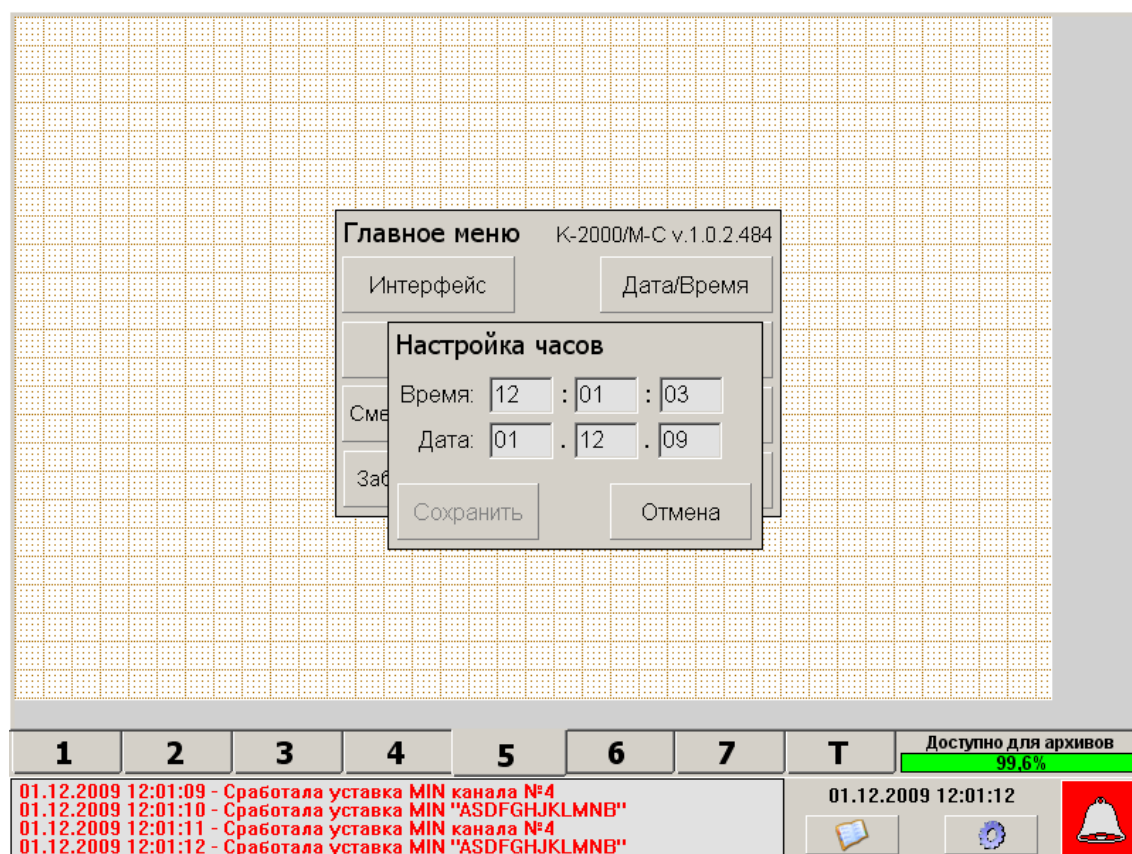 Главное меню K-2000/M-C v.1.0.2.484
Интерфейс Дата/Время
Настройка часов
Время: 12 : 01 : 03
Сме
Дата: 01 . 12 . 09
Заб
Сохранить Отмена
1 2 3 4 5 6 7 T
Доступно для архивов
99,6%
01.12.2009 12:01:09 - Сработала уставка MIN канала №4
01.12.2009 12:01:10 - Сработала уставка MIN "ASDFGHJKLMNB"
01.12.2009 12:01:11 - Сработала уставка MIN канала №4
01.12.2009 12:01:12 - Сработала уставка MIN "ASDFGHJKLMNB"
01.12.2009 12:01:12